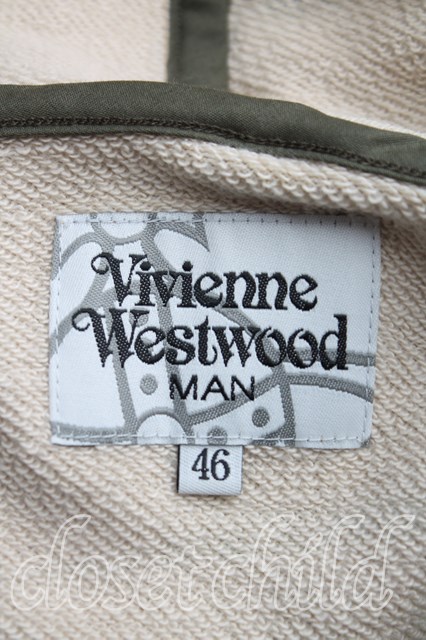 Vivienne
Westwood
MAN
46
closet child